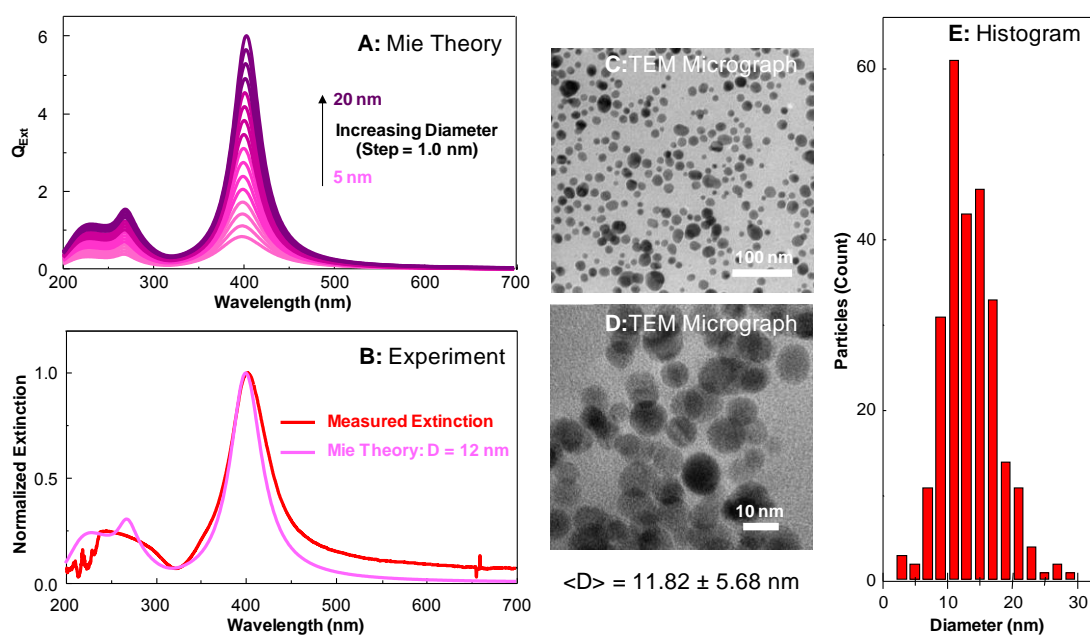 A: Mie Theory
6
4
2
0
Q_Ext
20 nm
Increasing Diameter
(Step = 1.0 nm)
5 nm
200 300 400 500 600 700
Wavelength (nm)
B: Experiment
1.0
0.5
0.0
Normalized Extinction
Measured Extinction
Mie Theory: D = 12 nm
200 300 400 500 600 700
Wavelength (nm)
C:TEM Micrograph
100 nm
D:TEM Micrograph
10 nm
<D> = 11.82 ± 5.68 nm
E: Histogram
60
40
20
0
Particles (Count)
0 10 20 30
Diameter (nm)